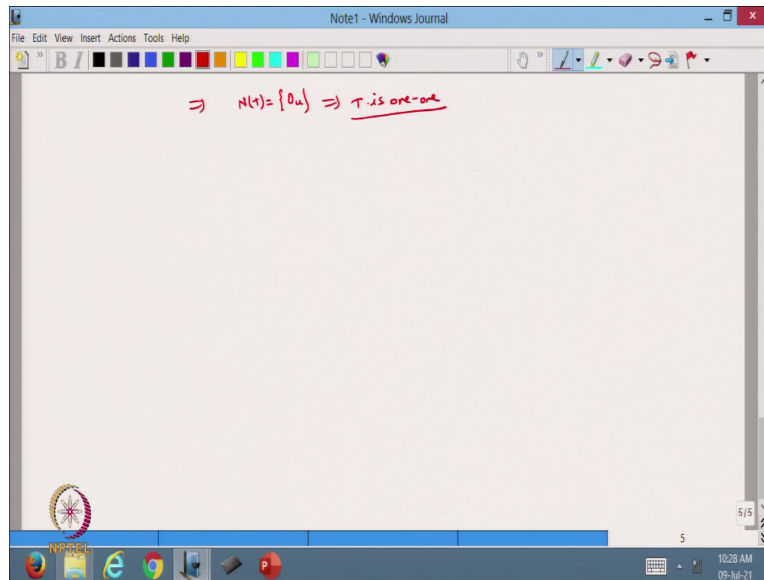 Note1 - Windows Journal
File Edit View Insert Actions Tools Help
B I
⇒ N(T)= {0u} ⇒ T is one-one
5/5
5
NPTEL
10:28 AM
09-Jul-21